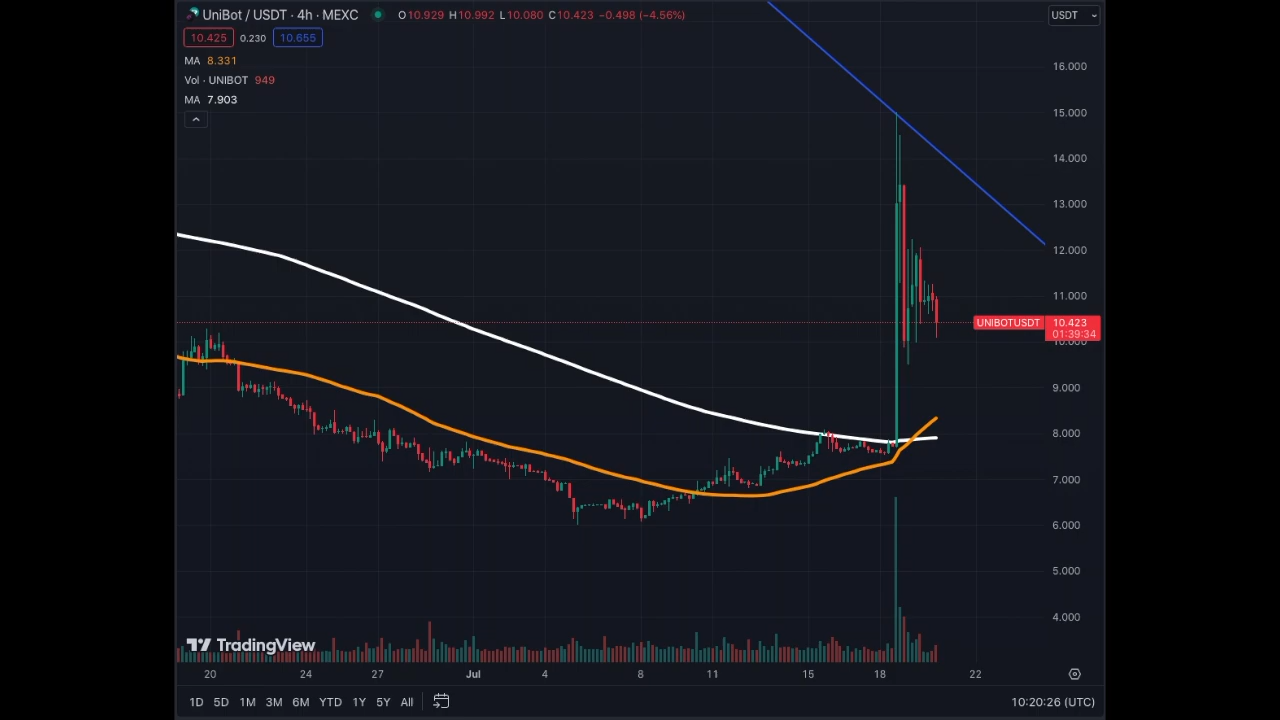 UniBot / USDT · 4h · MEXC O10.929 H10.992 L10.080 C10.423 −0.498 (−4.56%)
USDT
10.425 0.230 10.655
MA 8.331
Vol · UNIBOT 949
MA 7.903
16.000
15.000
14.000
13.000
12.000
11.000
UNIBOTUSDT 10.423
01:39:34
10.000
9.000
8.000
7.000
6.000
5.000
4.000
TradingView
20 24 27 Jul 4 8 11 15 18 22
1D 5D 1M 3M 6M YTD 1Y 5Y All 10:20:26 (UTC)